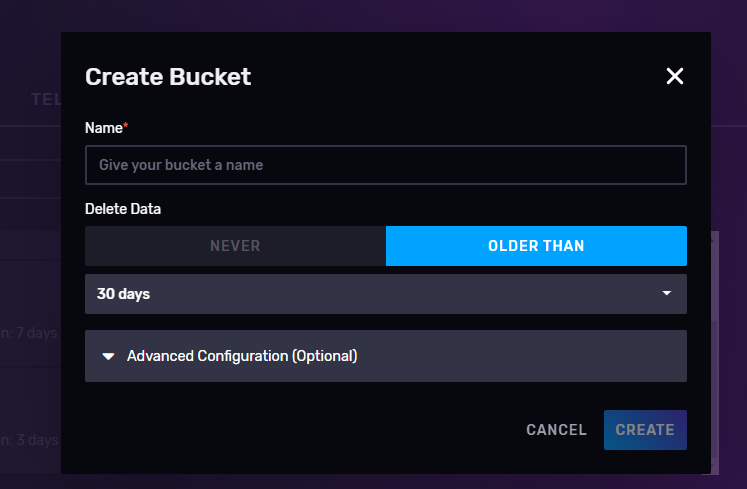 Create Bucket
TEL
Name*
Give your bucket a name
Delete Data
NEVER OLDER THAN
30 days
n: 7 days
Advanced Configuration (Optional)
CANCEL CREATE
n: 3 days